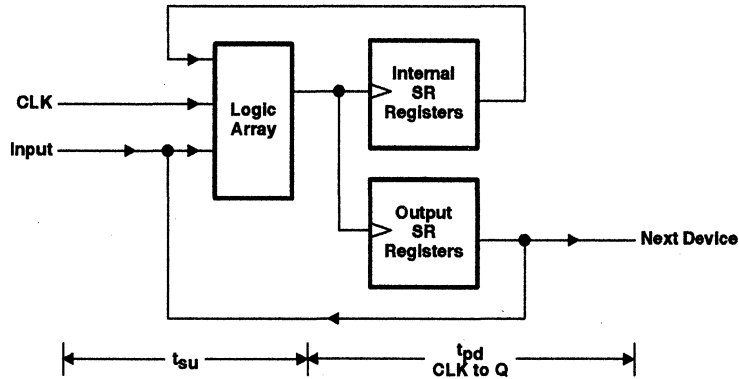 Internal
SR
Registers
CLK
Logic
Array
Input
Output
SR
Registers
Next Device
tsu
tpd
CLK to Q